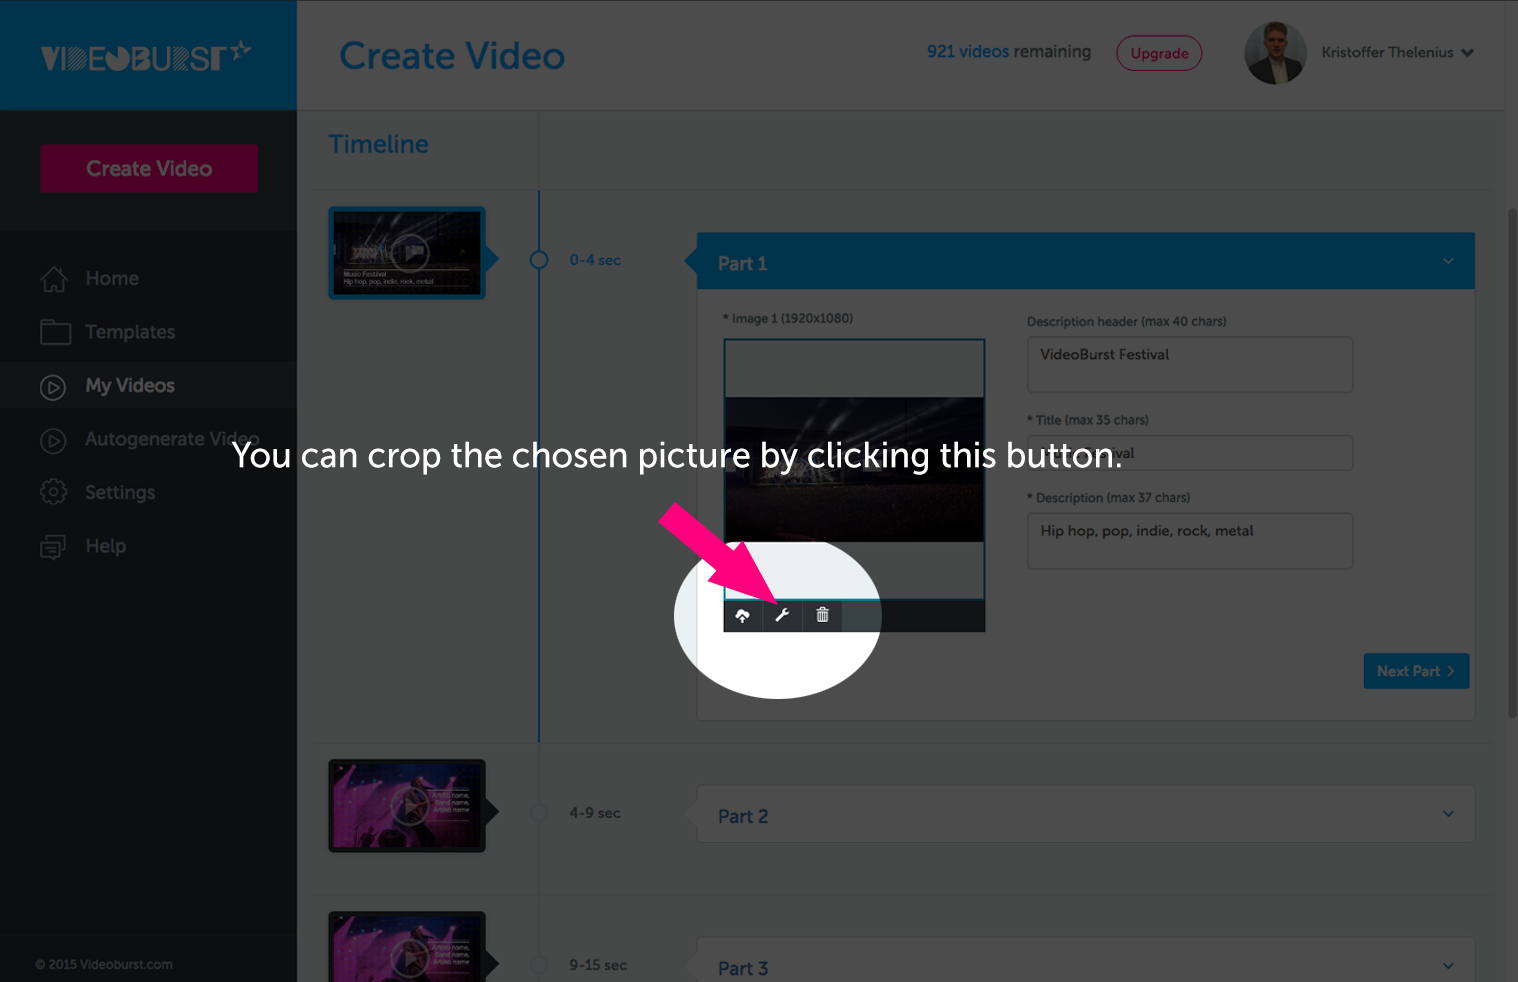 VIDEOBURST
Create Video
921 videos remaining
Upgrade
Kristoffer Thelenius
Create Video
Home
Templates
My Videos
Autogenerate Video
Settings
Help
© 2015 Videoburst.com
Timeline
Music Festival
Hip hop, pop, indie, rock, metal
0-4 sec
Part 1
* Image 1 (1920x1080)
Description header (max 40 chars)
VideoBurst Festival
* Title (max 35 chars)
* Description (max 37 chars)
Hip hop, pop, indie, rock, metal
You can crop the chosen picture by clicking this button.
Next Part
Artist name,
Band name,
Artist name
4-9 sec
Part 2
Artist name,
Band name,
Artist name
9-15 sec
Part 3